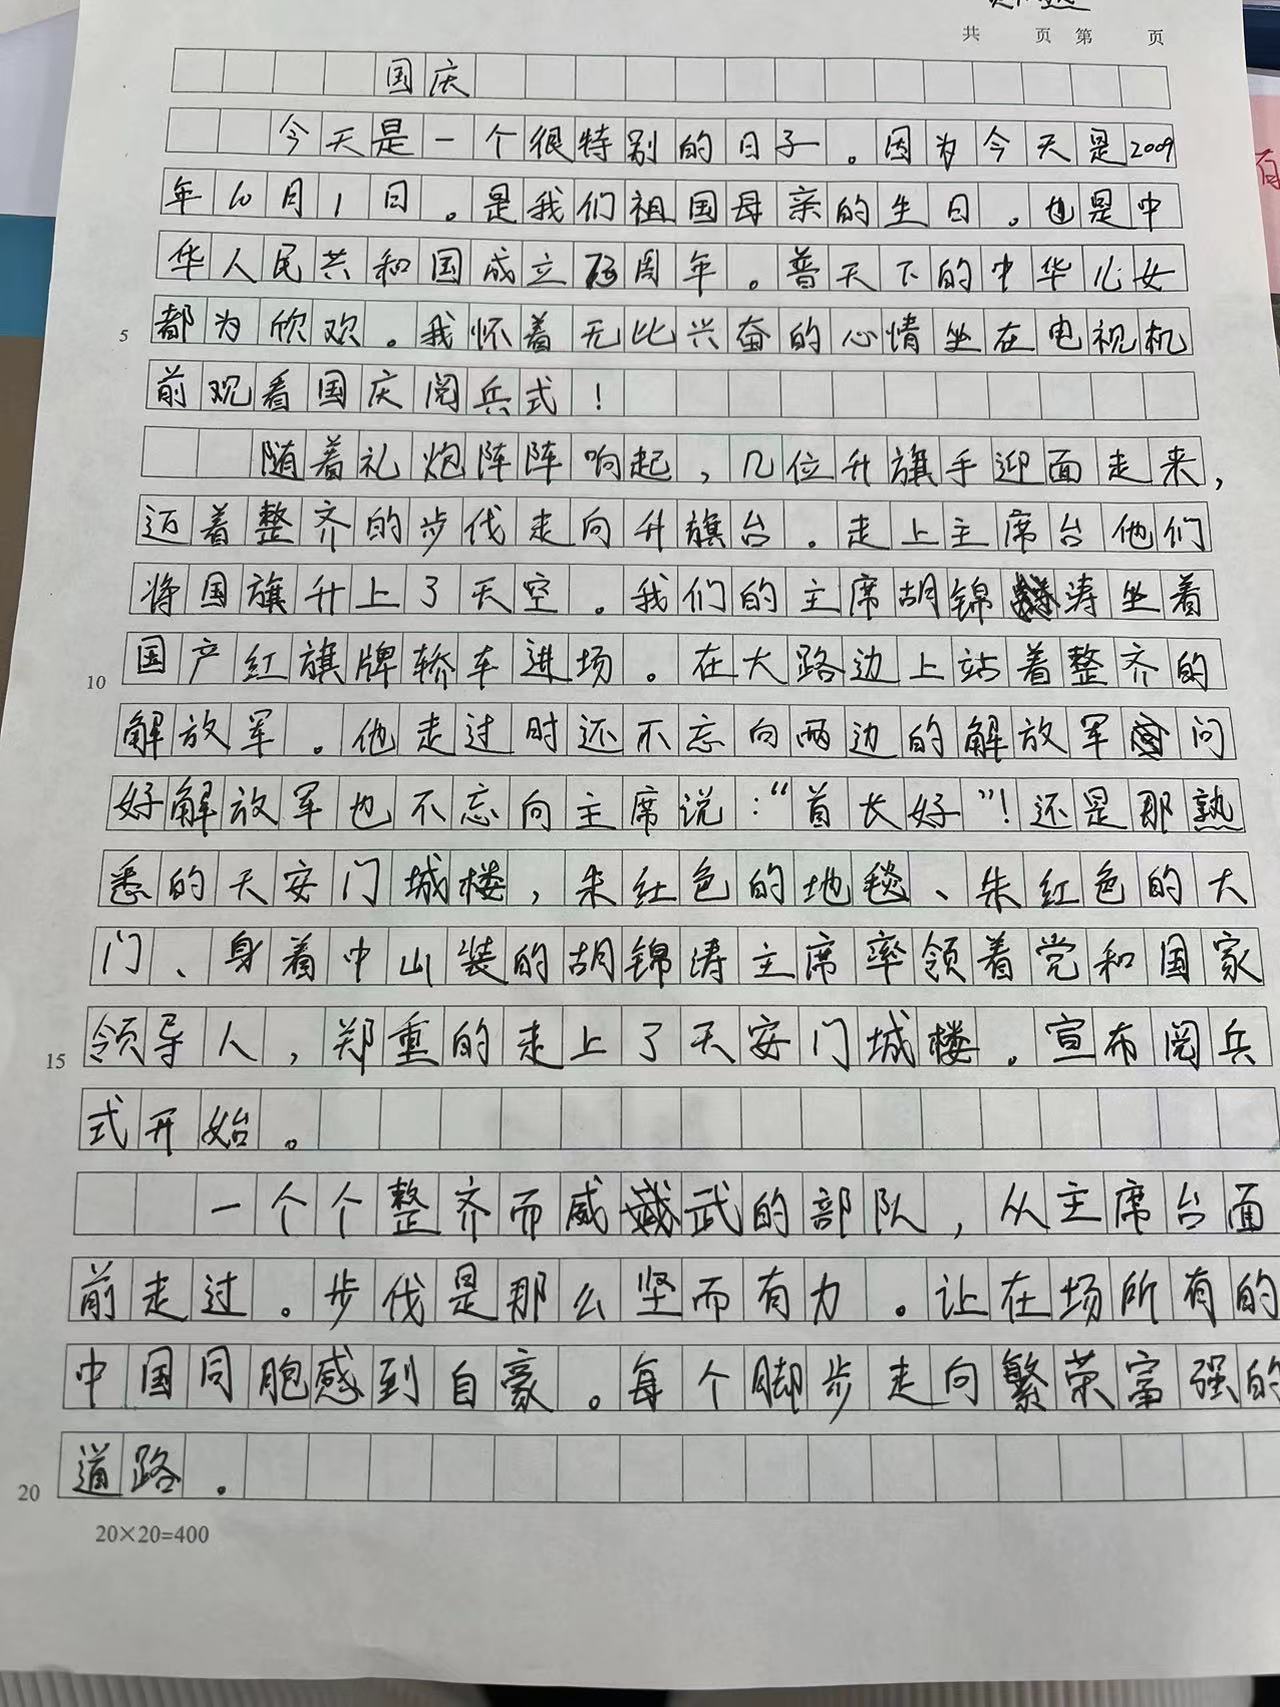 共 页 第 页
国庆
今天是一个很特别的日子。因为今天是2009
年10月1日。是我们祖国母亲的生日。也是中
华人民共和国成立 周年。普天下的中华儿女
都为欣欢。我怀着无比兴奋的心情坐在电视机
前观看国庆阅兵式！
随着礼炮阵阵响起，几位升旗手迎面走来，
迈着整齐的步伐走向升旗台。走上主席台他们
将国旗升上了天空。我们的主席胡锦涛坐着
国产红旗牌轿车进场。在大路边上站着整齐的
解放军。他走过时还不忘向两边的解放军问
好解放军也不忘向主席说：“首长好”！还是那熟
悉的天安门城楼，朱红色的地毯、朱红色的大
门、身着中山装的胡锦涛主席率领着党和国家
领导人，郑重的走上了天安门城楼。宣布阅兵
式开始。
一个个整齐而威武的部队，从主席台面
前走过。步伐是那么坚而有力。让在场所有的
中国同胞感到自豪。每个脚步走向繁荣富强的
道路。
5
10
15
20
20×20=400